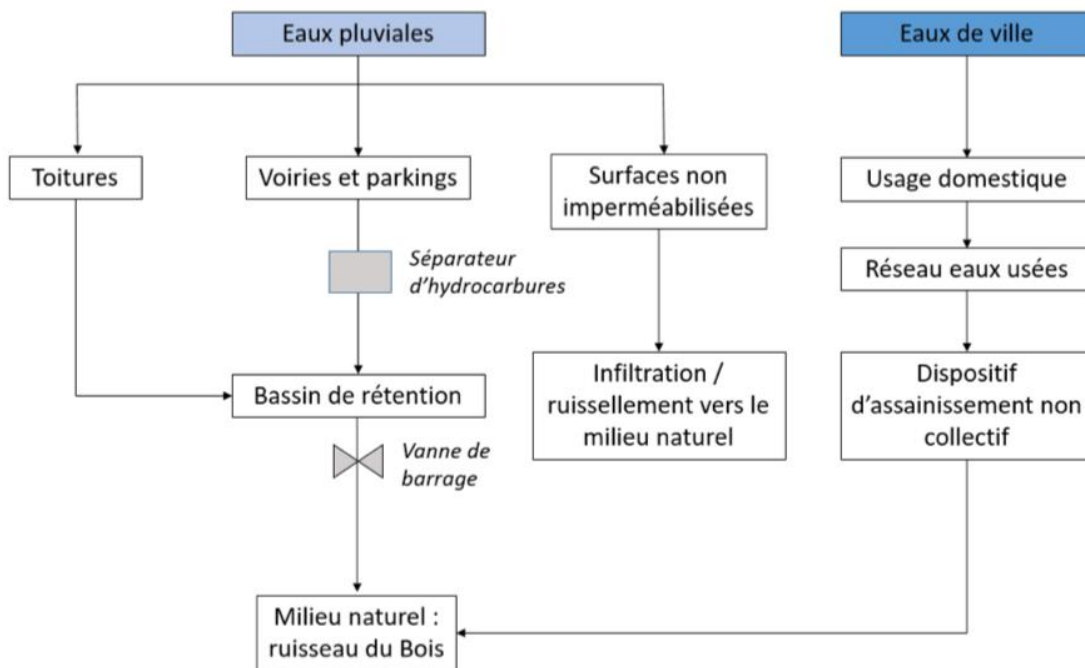 Eaux pluviales
Eaux de ville
Toitures
Voiries et parkings
Surfaces non
imperméabilisées
Usage domestique
Séparateur
d'hydrocarbures
Réseau eaux usées
Bassin de rétention
Infiltration /
ruissellement vers le
milieu naturel
Dispositif
d'assainissement non
collectif
Vanne de
barrage
Milieu naturel :
ruisseau du Bois